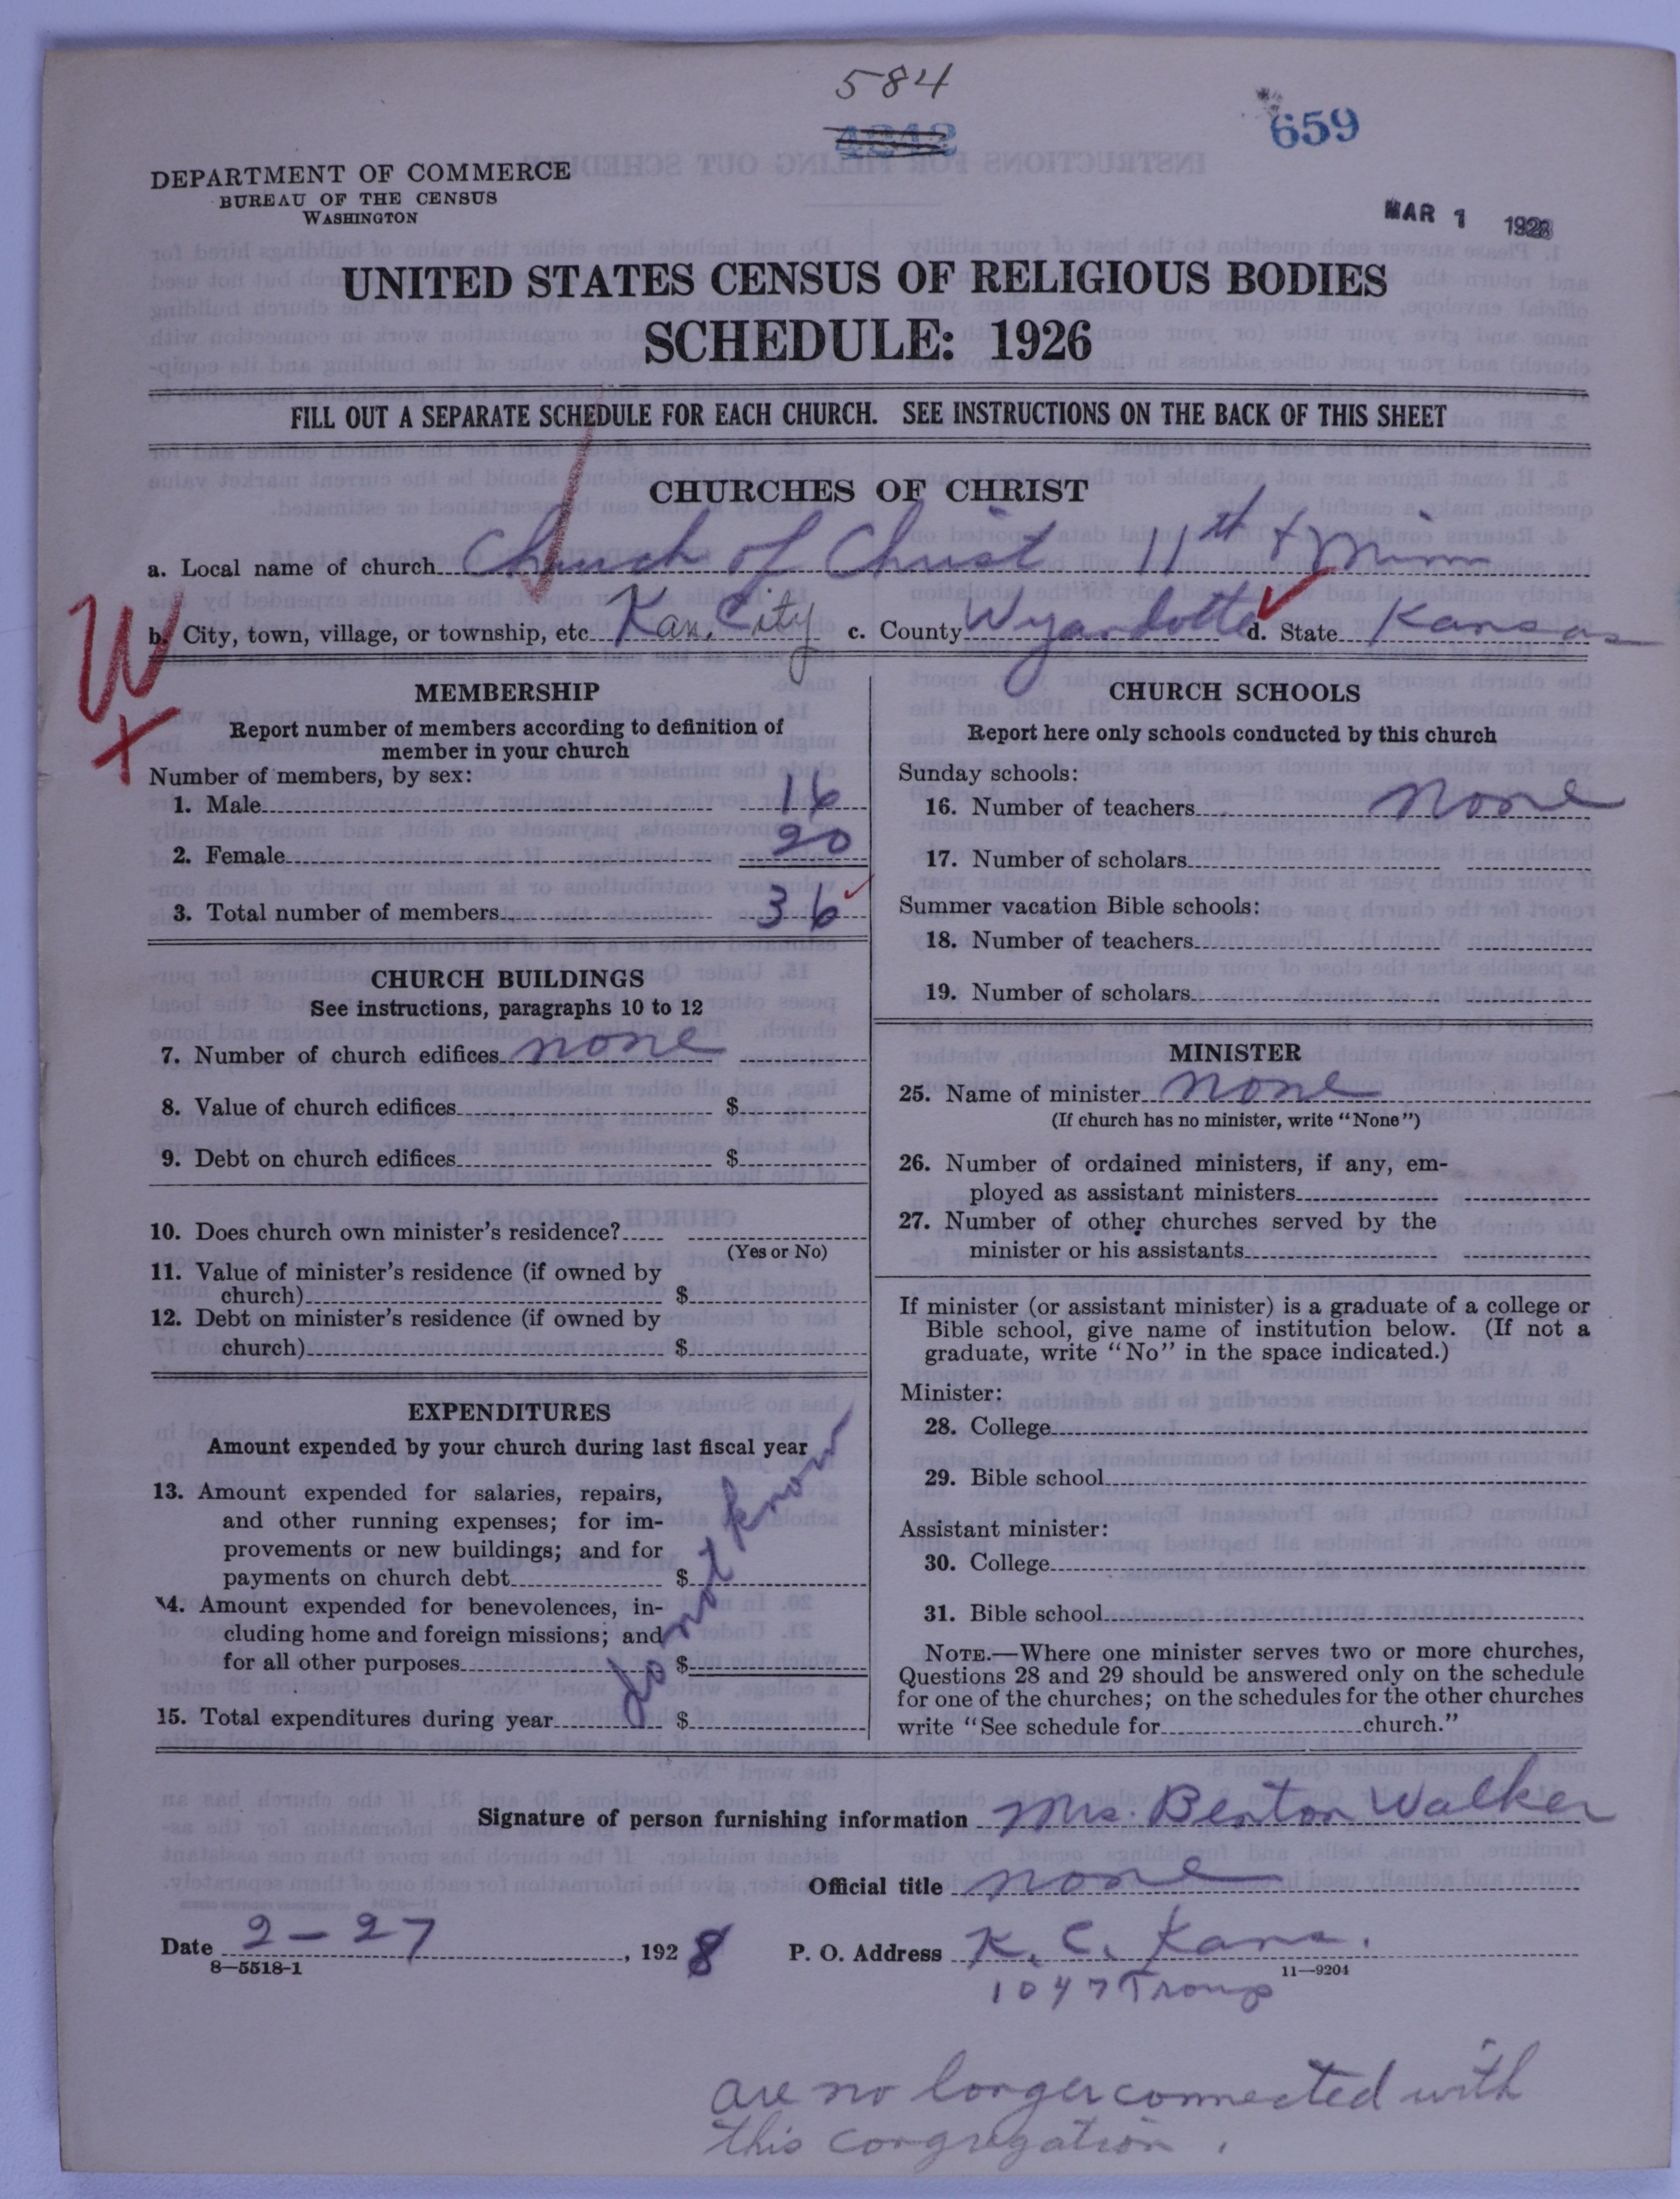 584
4242
659
DEPARTMENT OF COMMERCE
BUREAU OF THE CENSUS
WASHINGTON
MAR 1 1928
UNITED STATES CENSUS OF RELIGIOUS BODIES
SCHEDULE: 1926
FILL OUT A SEPARATE SCHEDULE FOR EACH CHURCH. SEE INSTRUCTIONS ON THE BACK OF THIS SHEET
CHURCHES OF CHRIST
a. Local name of church Church of Christ 11th + Minn
b. City, town, village, or township, etc. Kan. City c. County Wyandotte d. State Kansas
W
+
MEMBERSHIP
Report number of members according to definition of
member in your church
Number of members, by sex:
1. Male 16
2. Female 20
3. Total number of members 36
CHURCH BUILDINGS
See instructions, paragraphs 10 to 12
7. Number of church edifices none
8. Value of church edifices $
9. Debt on church edifices $
10. Does church own minister's residence?
(Yes or No)
11. Value of minister's residence (if owned by
church) $
12. Debt on minister's residence (if owned by
church) $
EXPENDITURES
Amount expended by your church during last fiscal year
13. Amount expended for salaries, repairs,
and other running expenses; for im-
provements or new buildings; and for
payments on church debt $
14. Amount expended for benevolences, in-
cluding home and foreign missions; and
for all other purposes $
15. Total expenditures during year $
do not know
CHURCH SCHOOLS
Report here only schools conducted by this church
Sunday schools:
16. Number of teachers none
17. Number of scholars
Summer vacation Bible schools:
18. Number of teachers
19. Number of scholars
MINISTER
25. Name of minister none
(If church has no minister, write "None")
26. Number of ordained ministers, if any, em-
ployed as assistant ministers
27. Number of other churches served by the
minister or his assistants
If minister (or assistant minister) is a graduate of a college or
Bible school, give name of institution below. (If not a
graduate, write "No" in the space indicated.)
Minister:
28. College
29. Bible school
Assistant minister:
30. College
31. Bible school
NOTE.—Where one minister serves two or more churches,
Questions 28 and 29 should be answered only on the schedule
for one of the churches; on the schedules for the other churches
write "See schedule for church."
Signature of person furnishing information Mrs. Benton Walker
Official title none
Date 2-27, 1928 P. O. Address K. C. Kans.
8—5518-1 11—9204
1047 Troup
are no longer connected with
this congregation.